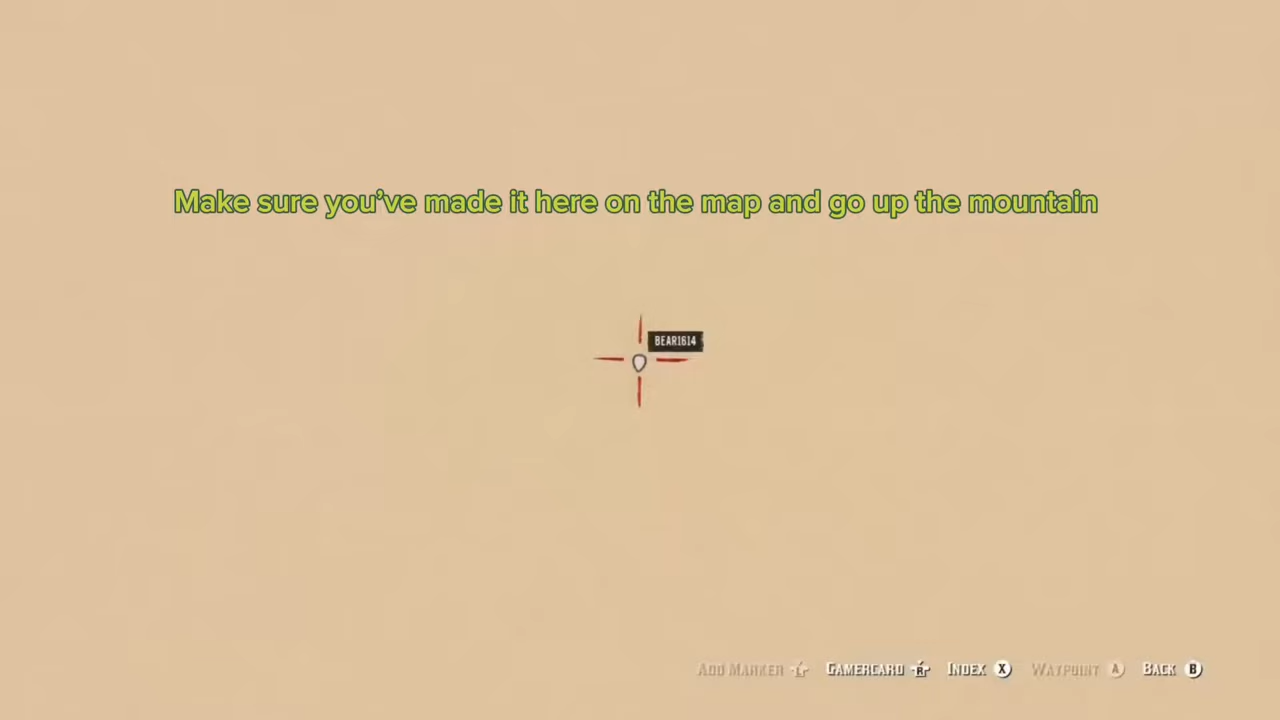 Make sure you've made it here on the map and go up the mountain
BEAR1614
ADD MARKER L GAMERCARD R INDEX X WAYPOINT A BACK B